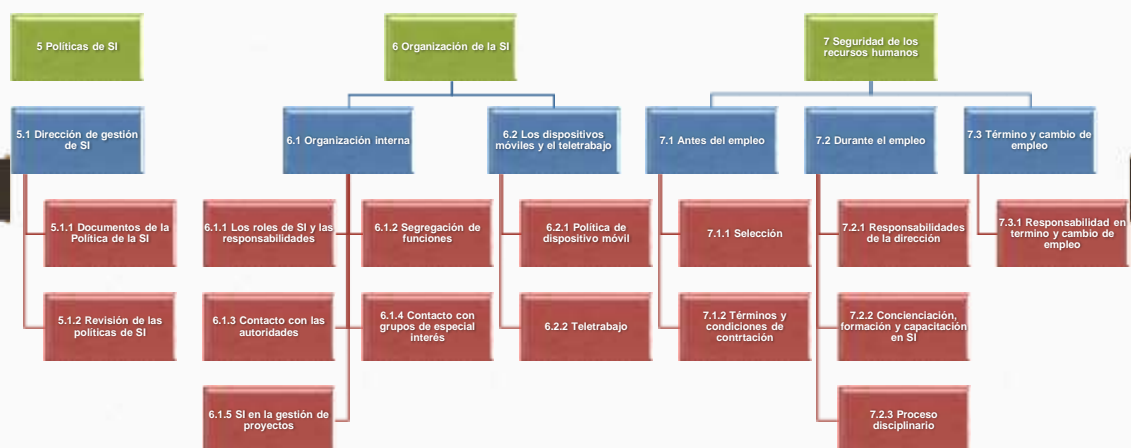 5 Políticas de SI
6 Organización de la SI
7 Seguridad de los
recursos humanos
5.1 Dirección de gestión
de SI
6.1 Organización interna
6.2 Los dispositivos
móviles y el teletrabajo
7.1 Antes del empleo
7.2 Durante el empleo
7.3 Término y cambio de
empleo
5.1.1 Documentos de la
Política de la SI
6.1.1 Los roles de SI y las
responsabilidades
6.1.2 Segregación de
funciones
6.2.1 Política de
dispositivo móvil
7.1.1 Selección
7.2.1 Responsabilidades
de la dirección
7.3.1 Responsabilidad en
termino y cambio de
empleo
5.1.2 Revisión de las
políticas de SI
6.1.3 Contacto con las
autoridades
6.1.4 Contacto con
grupos de especial
interés
6.2.2 Teletrabajo
7.1.2 Términos y
condiciones de
contrtación
7.2.2 Concienciación,
formación y capacitación
en SI
6.1.5 SI en la gestión de
proyectos
7.2.3 Proceso
disciplinario